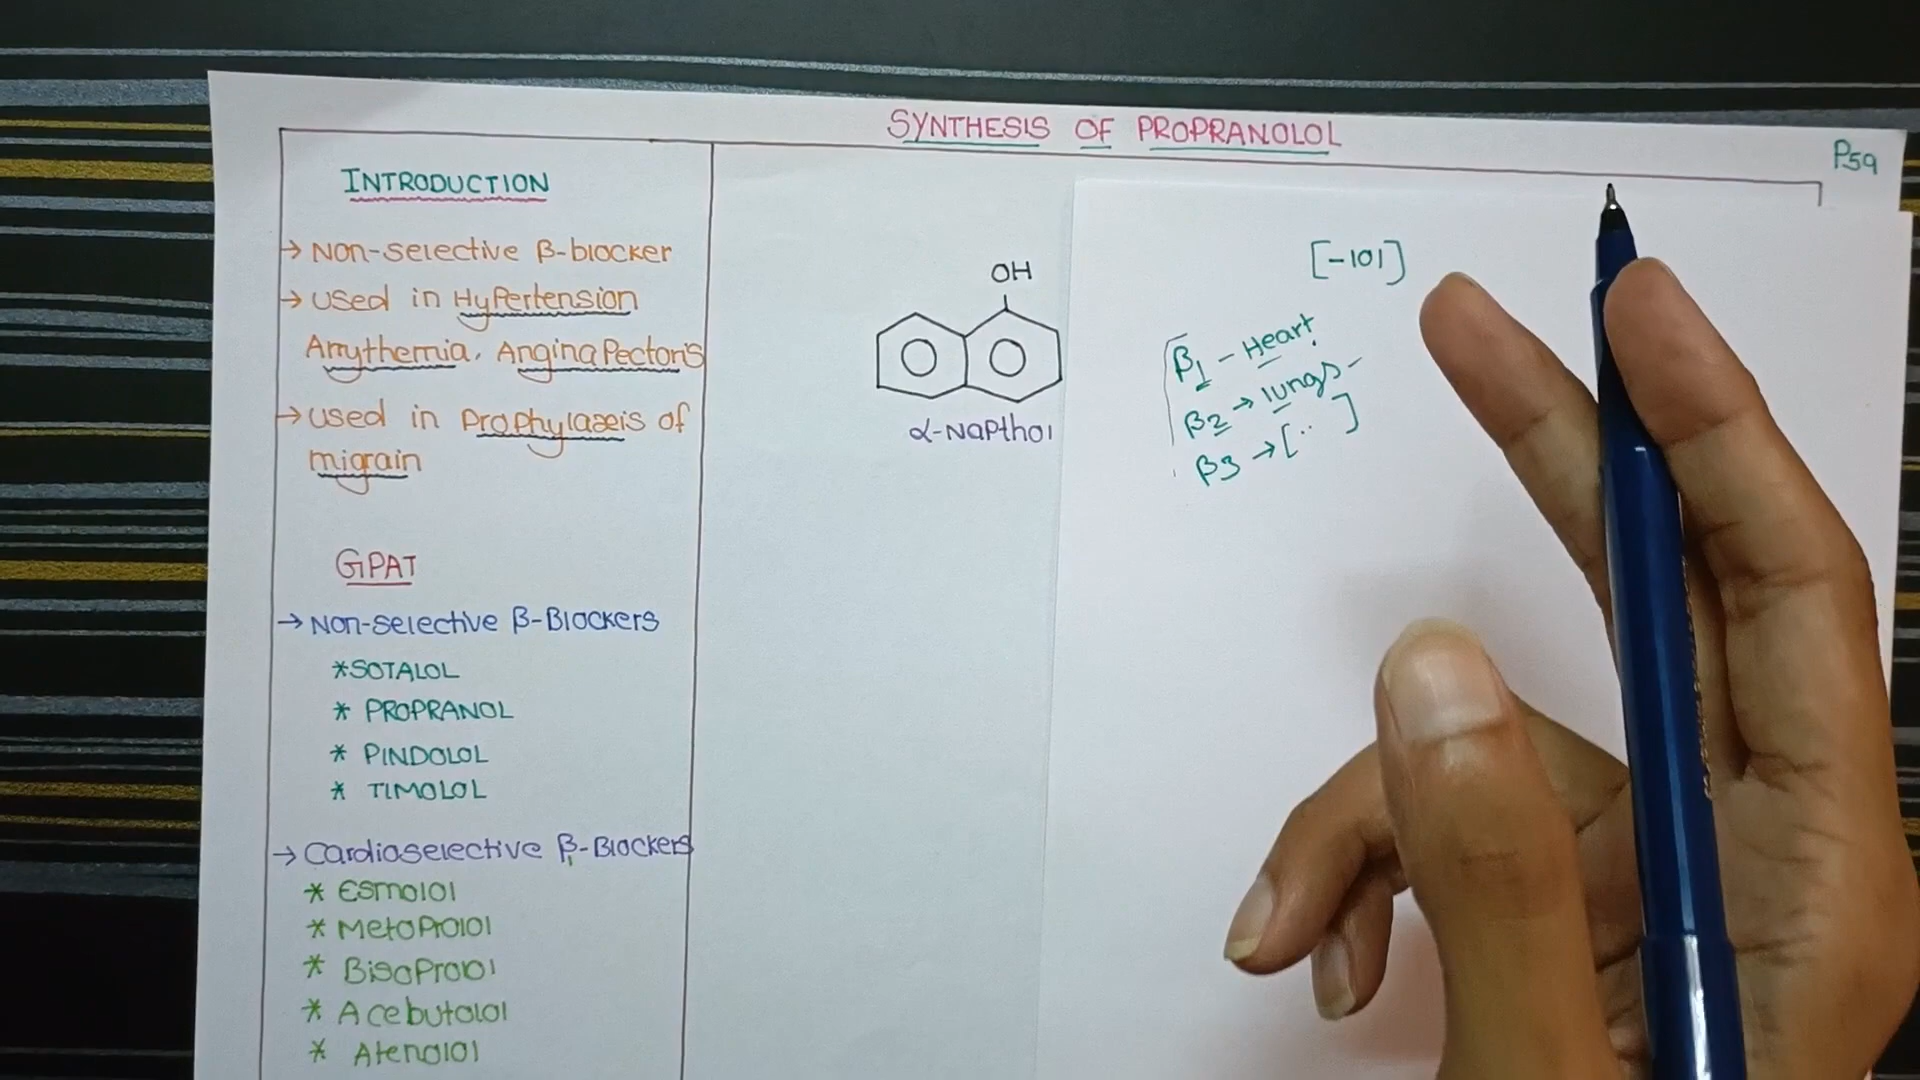 SYNTHESIS OF PROPRANOLOL
P59
INTRODUCTION
→ Non-selective β-blocker
→ used in Hypertension
Arrythemia, Angina Pectoris
→ used in Prophylaxeis of
migrain
GPAT
→ Non-selective β-Blockers
* SOTALOL
* PROPRANOL
* PINDOLOL
* TIMOLOL
→ Cardioselective β1-Blockers
* Esmolol
* Metoprolol
* Bisoprolol
* Acebutolol
* Atenolol
OH
α-Napthol
[-lol]
β1 - Heart
β2 → lungs -
β3 → [.. ]